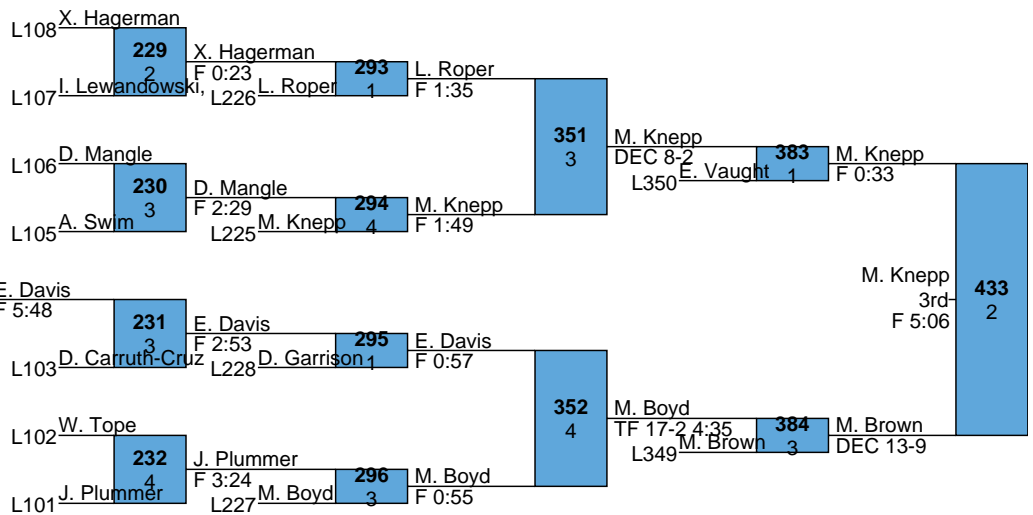 X. Hagerman
L108
229
2
X. Hagerman
F 0:23
I. Lewandowski,
L107
L226
L. Roper
293
1
L. Roper
F 1:35
D. Mangle
L106
230
3
D. Mangle
F 2:29
A. Swim
L105
L225
M. Knepp
294
4
M. Knepp
F 1:49
351
3
M. Knepp
DEC 8-2
L350
E. Vaught
383
1
M. Knepp
F 0:33
E. Davis
F 5:48
231
3
E. Davis
F 2:53
D. Carruth-Cruz
L103
L228
D. Garrison
295
1
E. Davis
F 0:57
W. Tope
L102
232
4
J. Plummer
F 3:24
J. Plummer
L101
L227
M. Boyd
296
3
M. Boyd
F 0:55
352
4
M. Boyd
TF 17-2 4:35
L349
M. Brown
384
3
M. Brown
DEC 13-9
433
2
M. Knepp
3rd
F 5:06